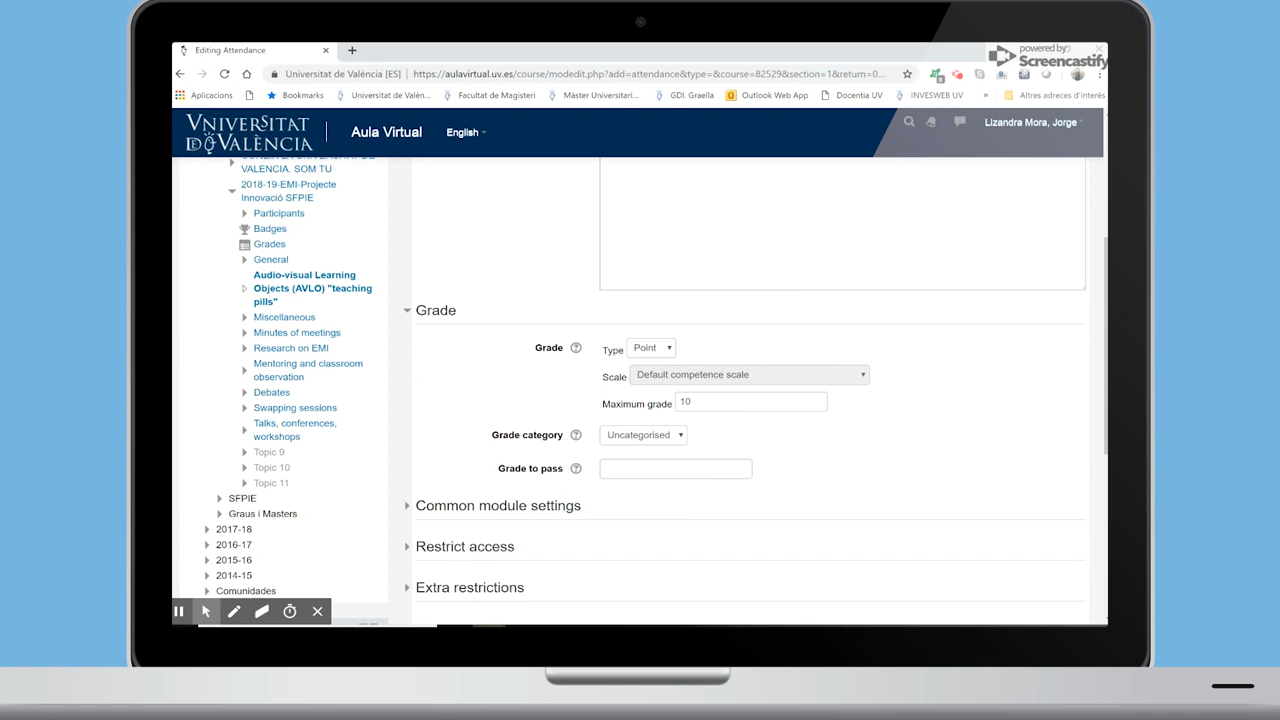 Editing Attendance
powered by
Screencastify
Universitat de València [ES]
https://aulavirtual.uv.es/course/modedit.php?add=attendance&type=&course=82529&section=1&return=0...
Aplicacions
Bookmarks
Universitat de Valèn...
Facultat de Magisteri
Màster Universitari...
GDI. Graella
Outlook Web App
Docentia UV
INVESWEB UV
»
Altres adreces d'interès
VNIVERSITAT
DE VALÈNCIA
Aula Virtual
English
Lizandra Mora, Jorge
VALENCIA. SOM TU
2018-19-EMI-Projecte
Innovació SFPIE
Participants
Badges
Grades
General
Audio-visual Learning
Objects (AVLO) "teaching
pills"
Miscellaneous
Minutes of meetings
Research on EMI
Mentoring and classroom
observation
Debates
Swapping sessions
Talks, conferences,
workshops
Topic 9
Topic 10
Topic 11
SFPIE
Graus i Masters
2017-18
2016-17
2015-16
2014-15
Comunidades
Grade
Grade
Type Point
Scale Default competence scale
Maximum grade 10
Grade category Uncategorised
Grade to pass
Common module settings
Restrict access
Extra restrictions